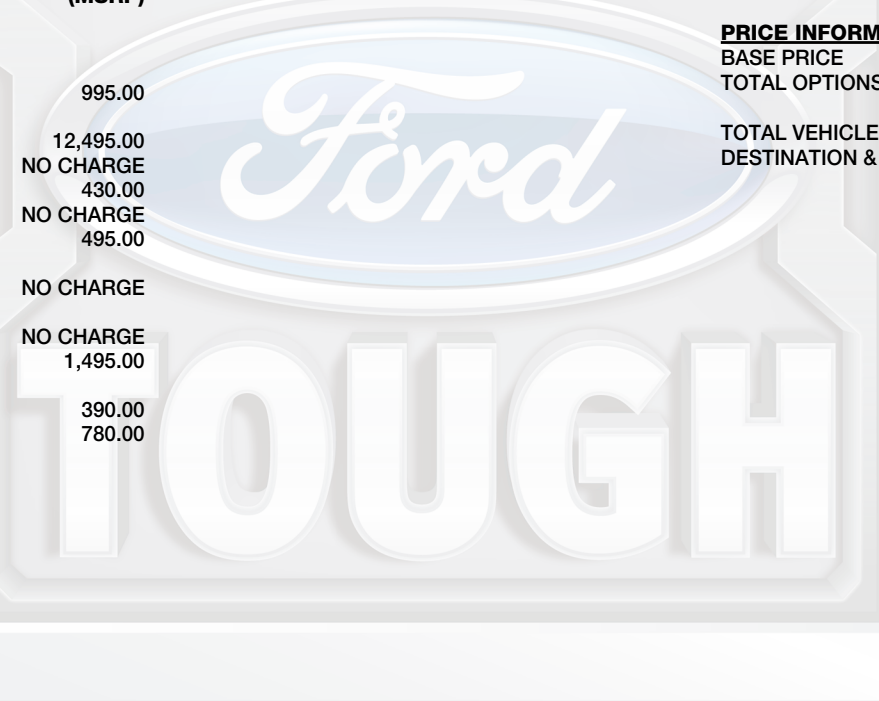 (MSRP)
995.00
12,495.00
NO CHARGE
430.00
NO CHARGE
495.00
NO CHARGE
NO CHARGE
1,495.00
390.00
780.00
PRICE INFORM
BASE PRICE
TOTAL OPTIONS
TOTAL VEHICLE
DESTINATION &
Ford
TOUGH